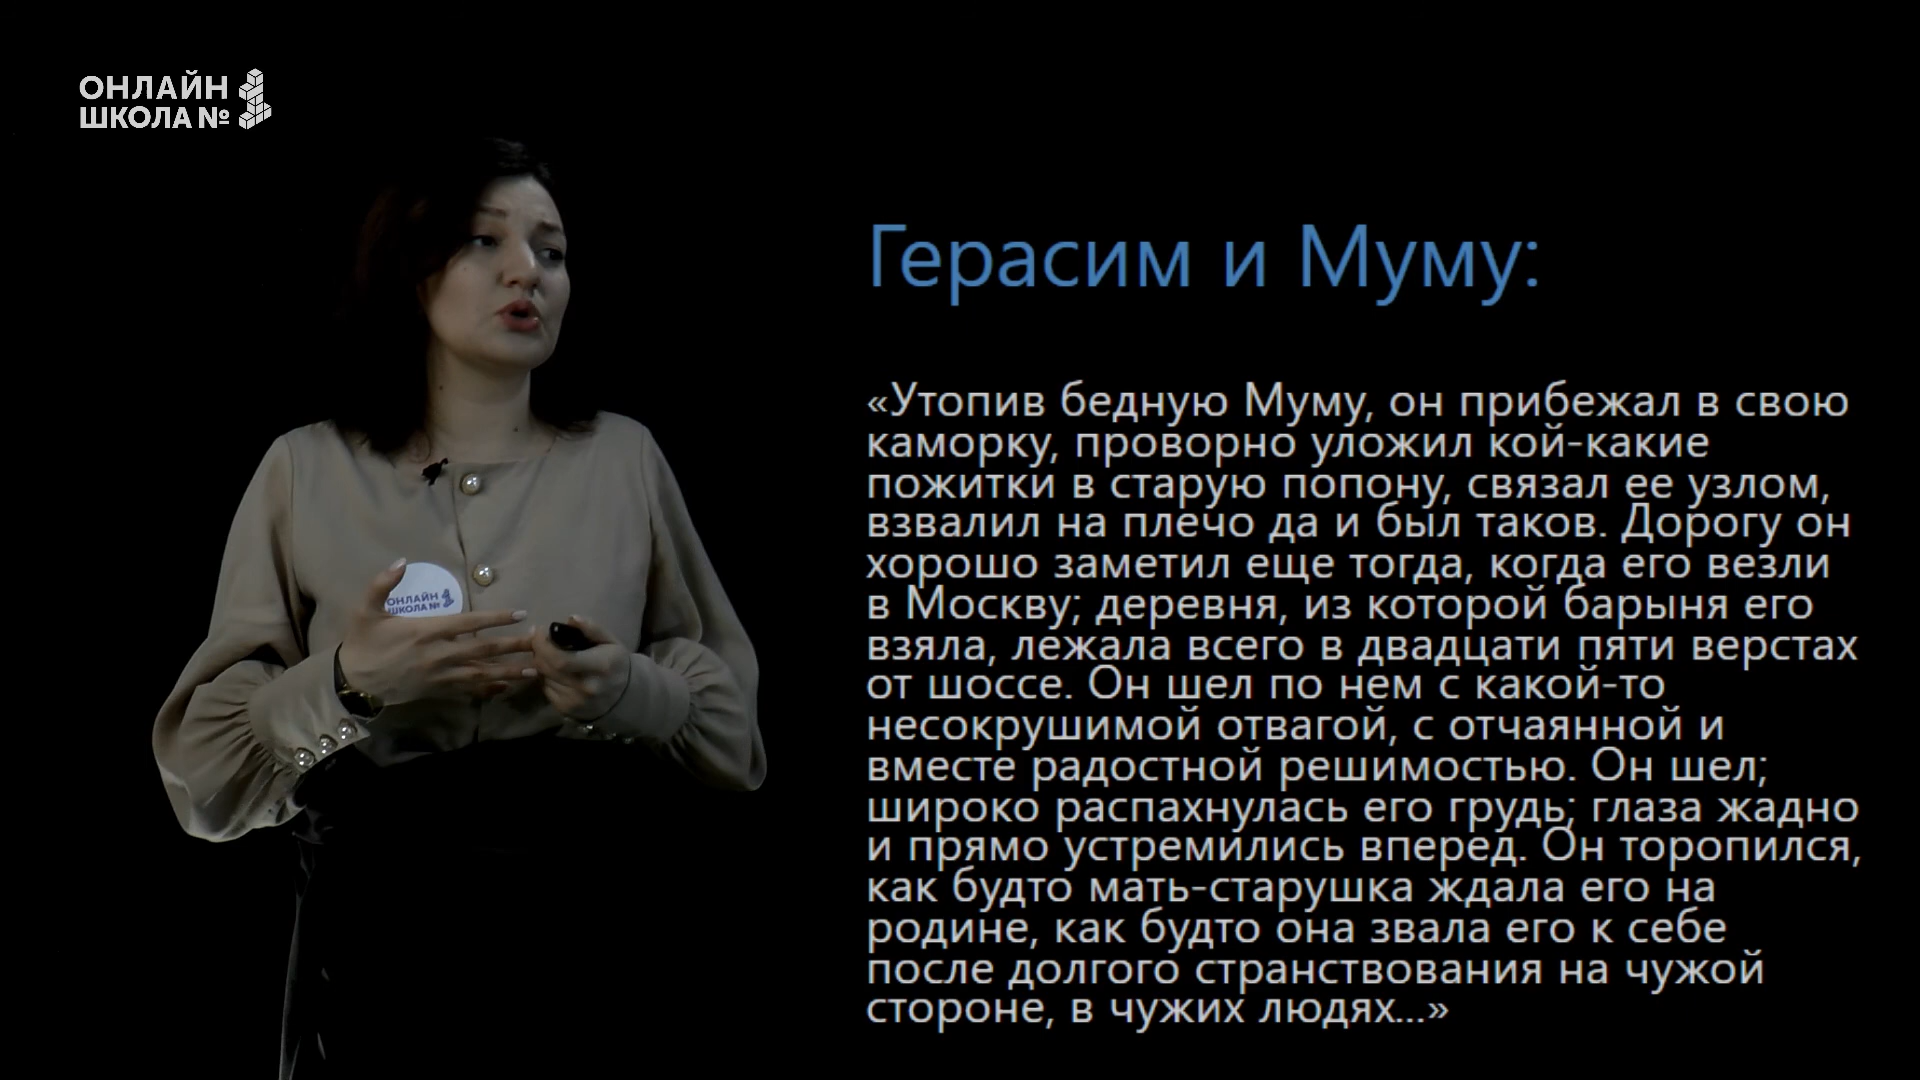 ОНЛАЙН
ШКОЛА №
Герасим и Муму:
«Утопив бедную Муму, он прибежал в свою
каморку, проворно уложил кой-какие
пожитки в старую попону, связал ее узлом,
взвалил на плечо да и был таков. Дорогу он
хорошо заметил еще тогда, когда его везли
в Москву; деревня, из которой барыня его
взяла, лежала всего в двадцати пяти верстах
от шоссе. Он шел по нем с какой-то
несокрушимой отвагой, с отчаянной и
вместе радостной решимостью. Он шел;
широко распахнулась его грудь; глаза жадно
и прямо устремились вперед. Он торопился,
как будто мать-старушка ждала его на
родине, как будто она звала его к себе
после долгого странствования на чужой
стороне, в чужих людях...»
ОНЛАЙН
ШКОЛА №